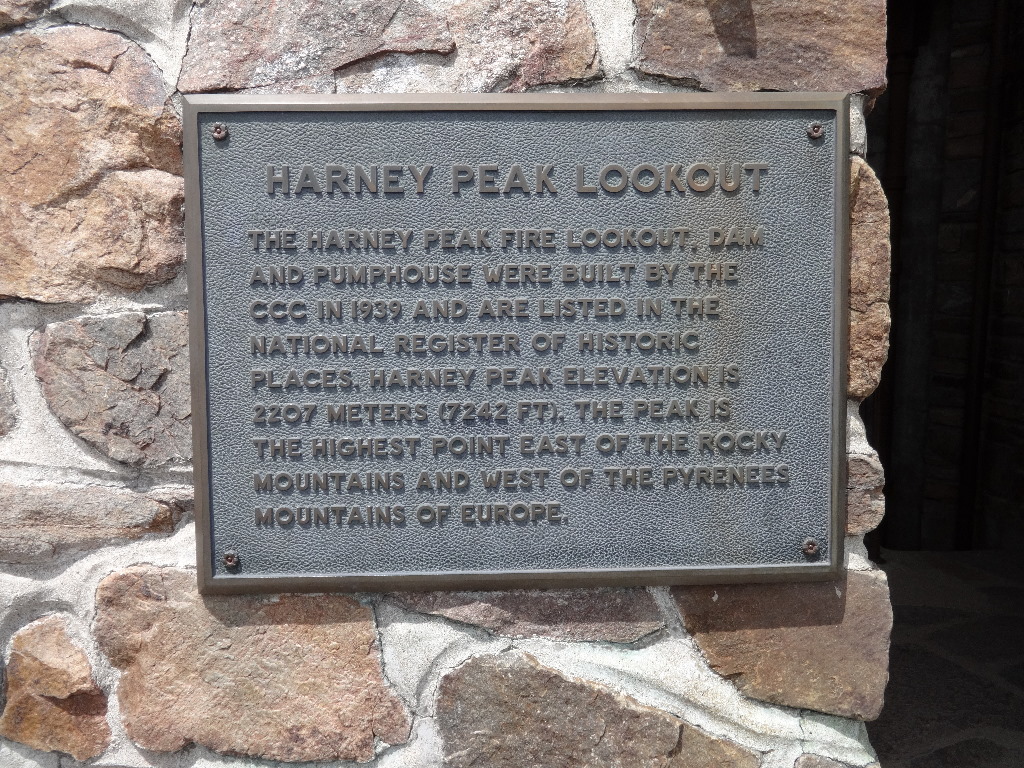 HARNEY PEAK LOOKOUT
THE HARNEY PEAK FIRE LOOKOUT, DAM
AND PUMPHOUSE WERE BUILT BY THE
CCC IN 1939 AND ARE LISTED IN THE
NATIONAL REGISTER OF HISTORIC
PLACES. HARNEY PEAK ELEVATION IS
2207 METERS (7242 FT). THE PEAK IS
THE HIGHEST POINT EAST OF THE ROCKY
MOUNTAINS AND WEST OF THE PYRENEES
MOUNTAINS OF EUROPE.